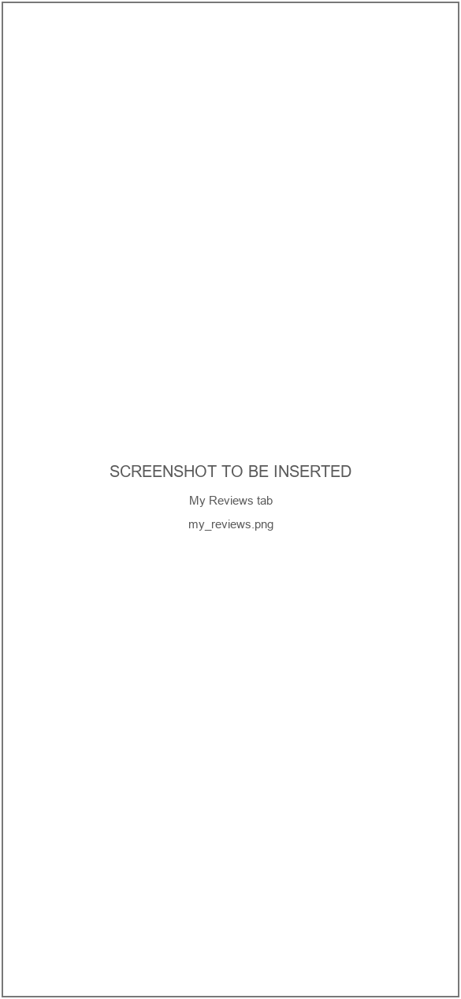 SCREENSHOT TO BE INSERTED
My Reviews tab
my_reviews.png